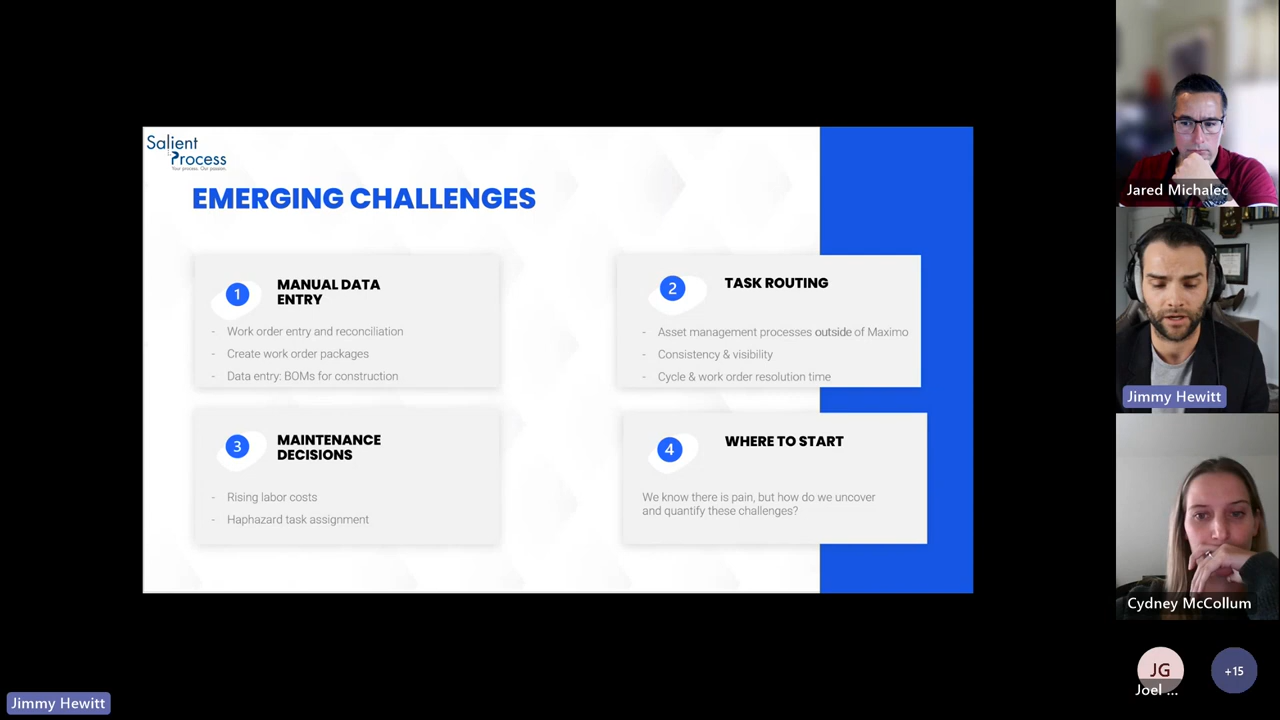 Salient
Process
Your process. Our passion.
EMERGING CHALLENGES
1
MANUAL DATA
ENTRY
- Work order entry and reconciliation
- Create work order packages
- Data entry: BOMs for construction
2
TASK ROUTING
- Asset management processes outside of Maximo
- Consistency & visibility
- Cycle & work order resolution time
3
MAINTENANCE
DECISIONS
- Rising labor costs
- Haphazard task assignment
4
WHERE TO START
We know there is pain, but how do we uncover
and quantify these challenges?
Jared Michalec
Jimmy Hewitt
Cydney McCollum
JG
Joel ...
+15
Jimmy Hewitt